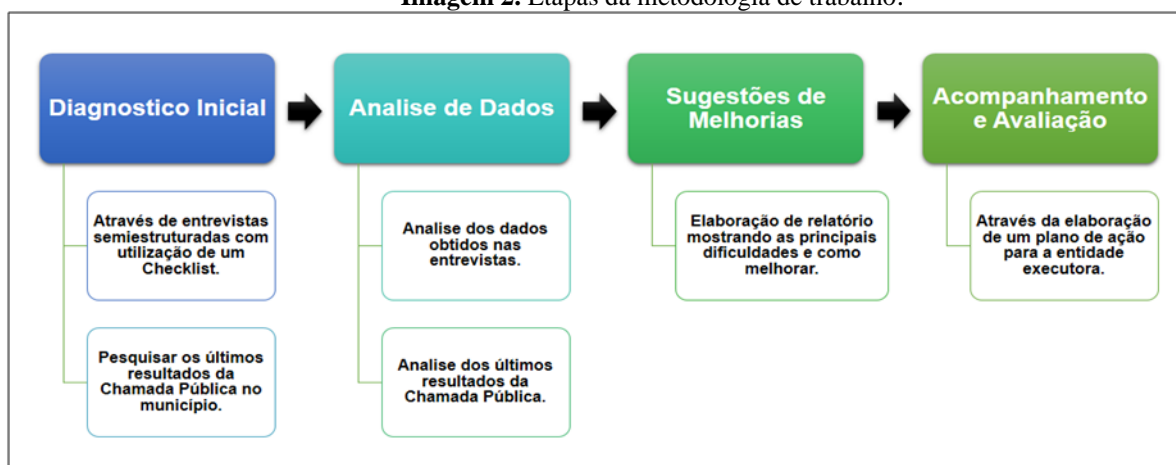 Imagem 2. Etapas da metodologia de trabalho.
Diagnostico Inicial
Através de entrevistas
semiestruturadas com
utilização de um
Checklist.
Pesquisar os últimos
resultados da
Chamada Pública no
município.
Analise de Dados
Analise dos dados
obtidos nas
entrevistas.
Analise dos últimos
resultados da
Chamada Pública.
Sugestões de
Melhorias
Elaboração de relatório
mostrando as principais
dificuldades e como
melhorar.
Acompanhamento
e Avaliação
Através da elaboração
de um plano de ação
para a entidade
executora.